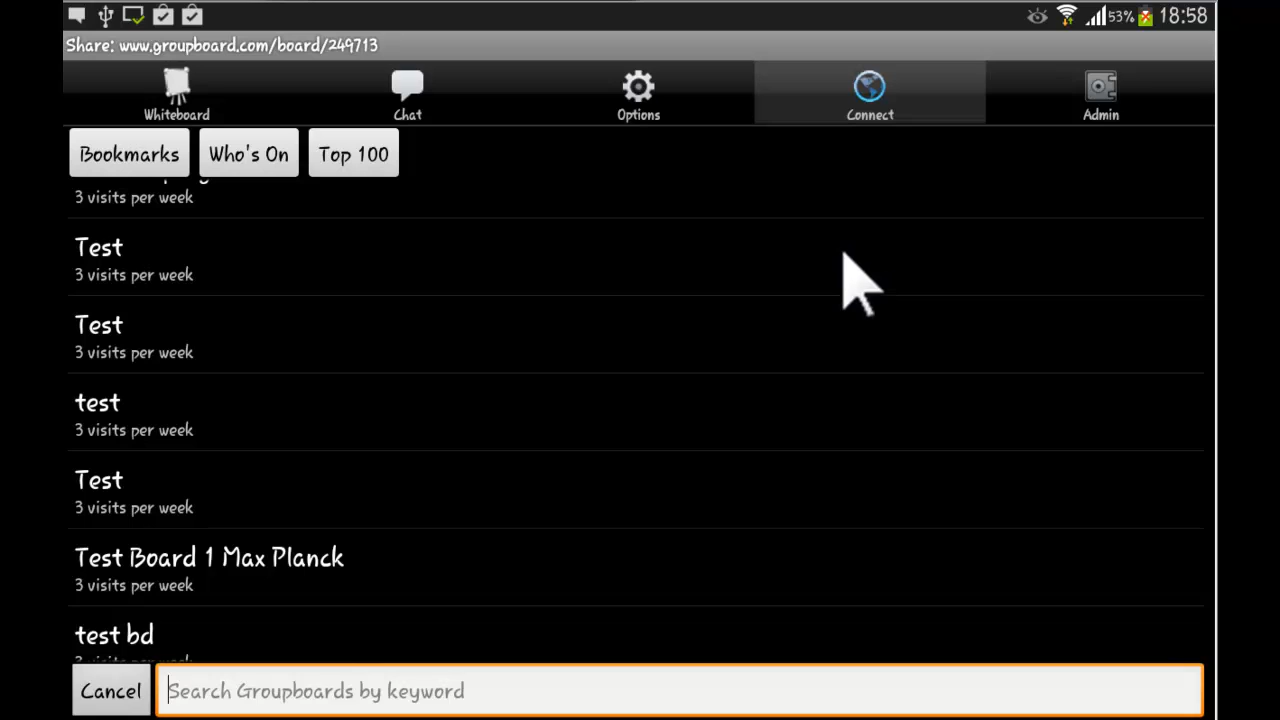 53% 18:58
Share: www.groupboard.com/board/249713
Whiteboard Chat Options Connect Admin
Bookmarks Who's On Top 100
3 visits per week
Test
3 visits per week
Test
3 visits per week
test
3 visits per week
Test
3 visits per week
Test Board 1 Max Planck
3 visits per week
test bd
Cancel Search Groupboards by keyword